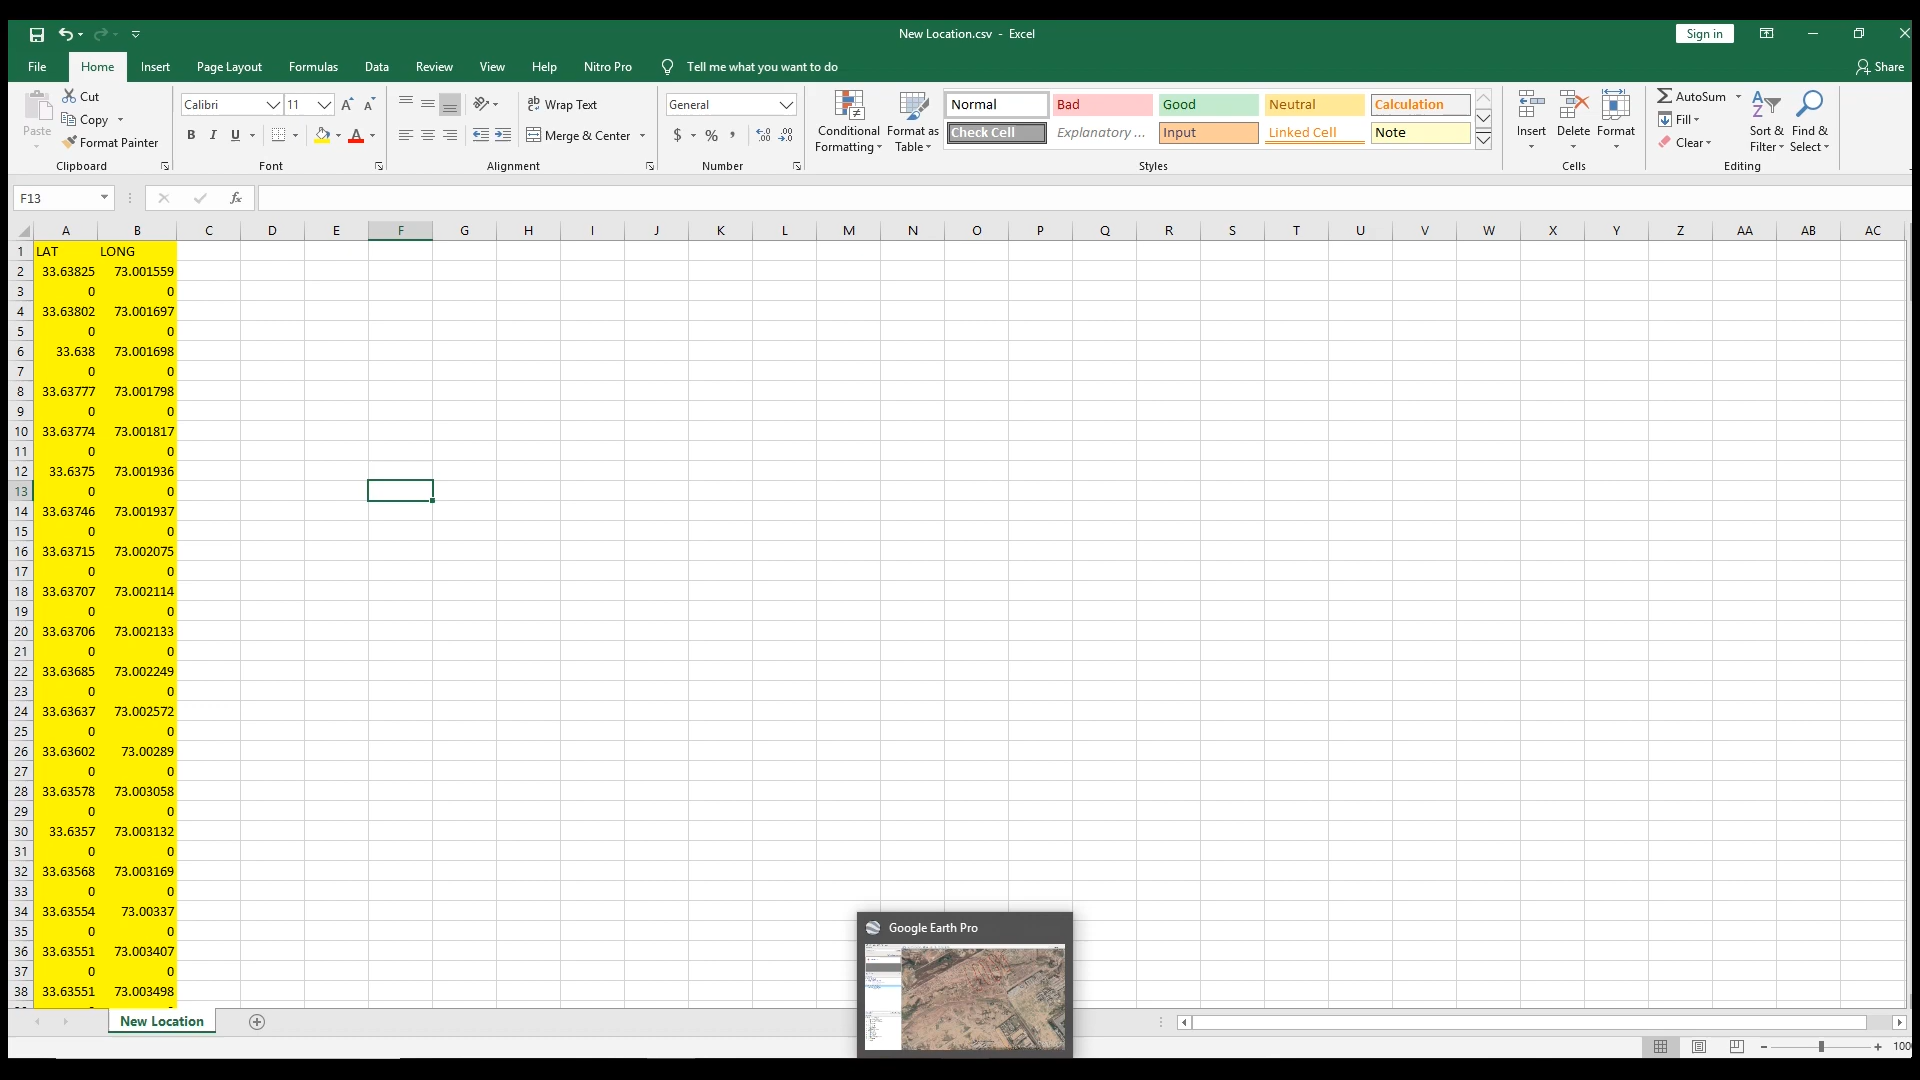 New Location.csv - Excel
Sign in
File Home Insert Page Layout Formulas Data Review View Help Nitro Pro Tell me what you want to do Share
Paste
Cut
Copy
Format Painter
Clipboard
Calibri 11
B I U
Font
Wrap Text
Merge & Center
Alignment
General
$ % ,
Number
Conditional Formatting
Format as Table
Normal Bad Good Neutral Calculation
Check Cell Explanatory ... Input Linked Cell Note
Styles
Insert Delete Format
Cells
AutoSum
Fill
Clear
Sort & Filter
Find & Select
Editing
F13 fx
A B C D E F G H I J K L M N O P Q R S T U V W X Y Z AA AB AC
1 LAT LONG
2 33.63825 73.001559
3 0 0
4 33.63802 73.001697
5 0 0
6 33.638 73.001698
7 0 0
8 33.63777 73.001798
9 0 0
10 33.63774 73.001817
11 0 0
12 33.6375 73.001936
13 0 0
14 33.63746 73.001937
15 0 0
16 33.63715 73.002075
17 0 0
18 33.63707 73.002114
19 0 0
20 33.63706 73.002133
21 0 0
22 33.63685 73.002249
23 0 0
24 33.63637 73.002572
25 0 0
26 33.63602 73.00289
27 0 0
28 33.63578 73.003058
29 0 0
30 33.6357 73.003132
31 0 0
32 33.63568 73.003169
33 0 0
34 33.63554 73.00337
35 0 0
36 33.63551 73.003407
37 0 0
38 33.63551 73.003498
Google Earth Pro
New Location